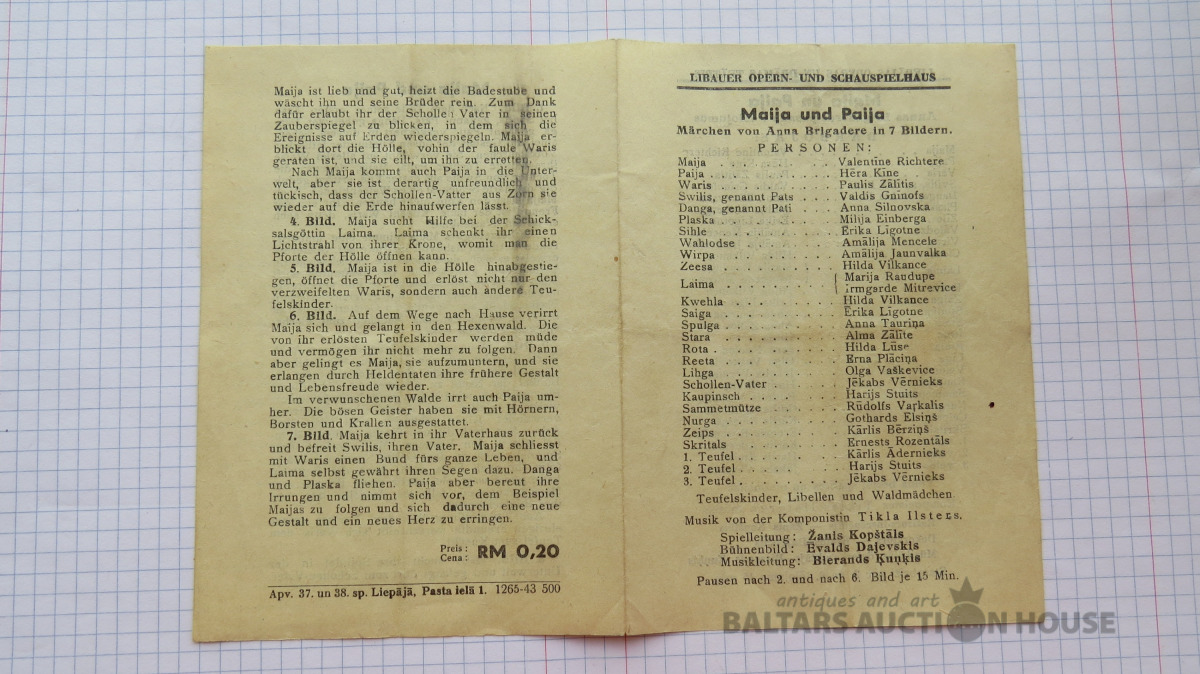 Maija ist lieb und gut, heizt die Badestube und
wäscht ihn und seine Brüder rein. Zum Dank
dafür erlaubt ihr der Schollen Vater in seinen
Zauberspiegel zu blicken, in dem sich die
Ereignisse auf Erden wiederspiegeln. Maija er-
blickt dort die Hölle, vohin der faule Waris
geraten ist, und sie eilt, um ihn zu erretten.
Nach Maija kommt auch Paija in die Unter-
welt, aber sie ist derartig unfreundlich und
tückisch, dass der Schollen-Vatter aus Zorn sie
wieder auf die Erde hinaufwerfen lässt.
4. Bild. Maija sucht Hilfe bei der Schick-
salsgöttin Laima. Laima schenkt ihr einen
Lichtstrahl von ihrer Krone, womit man die
Pforte der Hölle öffnen kann.
5. Bild. Maija ist in die Hölle hinabgestie-
gen, öffnet die Pforte und erlöst nicht nur den
verzweifelten Waris, sondern auch andere Teu-
felskinder.
6. Bild. Auf dem Wege nach Hause verirrt
Maija sich und gelangt in den Hexenwald. Die
von ihr erlösten Teufelskinder werden müde
und vermögen ihr nicht mehr zu folgen. Dann
aber gelingt es Maija, sie aufzumuntern, und sie
erlangen durch Heldentaten ihre frühere Gestalt
und Lebensfreude wieder.
Im verwunschenen Walde irrt auch Paija um-
her. Die bösen Geister haben sie mit Hörnern,
Borsten und Krallen ausgestattet.
7. Bild. Maija kehrt in ihr Vaterhaus zurück
und befreit Swilis, ihren Vater. Maija schliesst
mit Waris einen Bund fürs ganze Leben, und
Laima selbst gewährt ihren Segen dazu. Danga
und Plaska fliehen. Paija aber bereut ihre
Irrungen und nimmt sich vor, dem Beispiel
Maijas zu folgen und sich dadurch eine neue
Gestalt und ein neues Herz zu erringen.
Preis:
Cena: RM 0,20
Apv. 37. un 38. sp. Liepājā, Pasta ielā 1. 1265-43 500
LIBAUER OPERN- UND SCHAUSPIELHAUS
Maija und Paija
Märchen von Anna Brigadere in 7 Bildern.
PERSONEN:
Maija . . . . . . . . . . Valentīne Richtere
Paija . . . . . . . . . . Hēra Kine
Waris . . . . . . . . . . Paulis Zālītis
Swilis, genannt Pats . . . Valdis Gninofs
Danga, genannt Pati . . . Anna Silnovska
Plaska . . . . . . . . . Milija Einberga
Sihle . . . . . . . . . . Ērika Līgotne
Wahlodse . . . . . . . . Amālija Mencele
Wirpa . . . . . . . . . . Amālija Jaunvalka
Zeesa . . . . . . . . . . Hilda Vilkance
Laima . . . . . . . . { Marija Raudupe
Irmgarde Mitrevice
Kwehla . . . . . . . . . Hilda Vilkance
Saiga . . . . . . . . . . Ērika Līgotne
Spulga . . . . . . . . . Anna Tauriņa
Stara . . . . . . . . . . Alma Zālīte
Rota . . . . . . . . . . Hilda Lūse
Reeta . . . . . . . . . . Erna Plāciņa
Lihga . . . . . . . . . . Olga Vaškevice
Schollen-Vater . . . . . . Jēkabs Vērnieks
Kaupinsch . . . . . . . . Harijs Stuits
Sammetmütze . . . . . . . Rūdolfs Vaŗkalis
Nurga . . . . . . . . . . Gothards Elsiņš
Zeips . . . . . . . . . . Kārlis Bērziņš
Skritals . . . . . . . . . Ernests Rozentāls
1. Teufel . . . . . . . . Kārlis Ādernieks
2. Teufel . . . . . . . . Harijs Stuits
3. Teufel . . . . . . . . Jēkabs Vērnieks
Teufelskinder, Libellen und Waldmädchen
Musik von der Komponistin Tikla Ilsters.
Spielleitung: Žanis Kopštāls
Bühnenbild: Ēvalds Dajevskis
Musikleitung: Bierands Ķuņķis
Pausen nach 2. und nach 6. Bild je 15 Min.
antiques and art
BALTARS AUCTION HOUSE